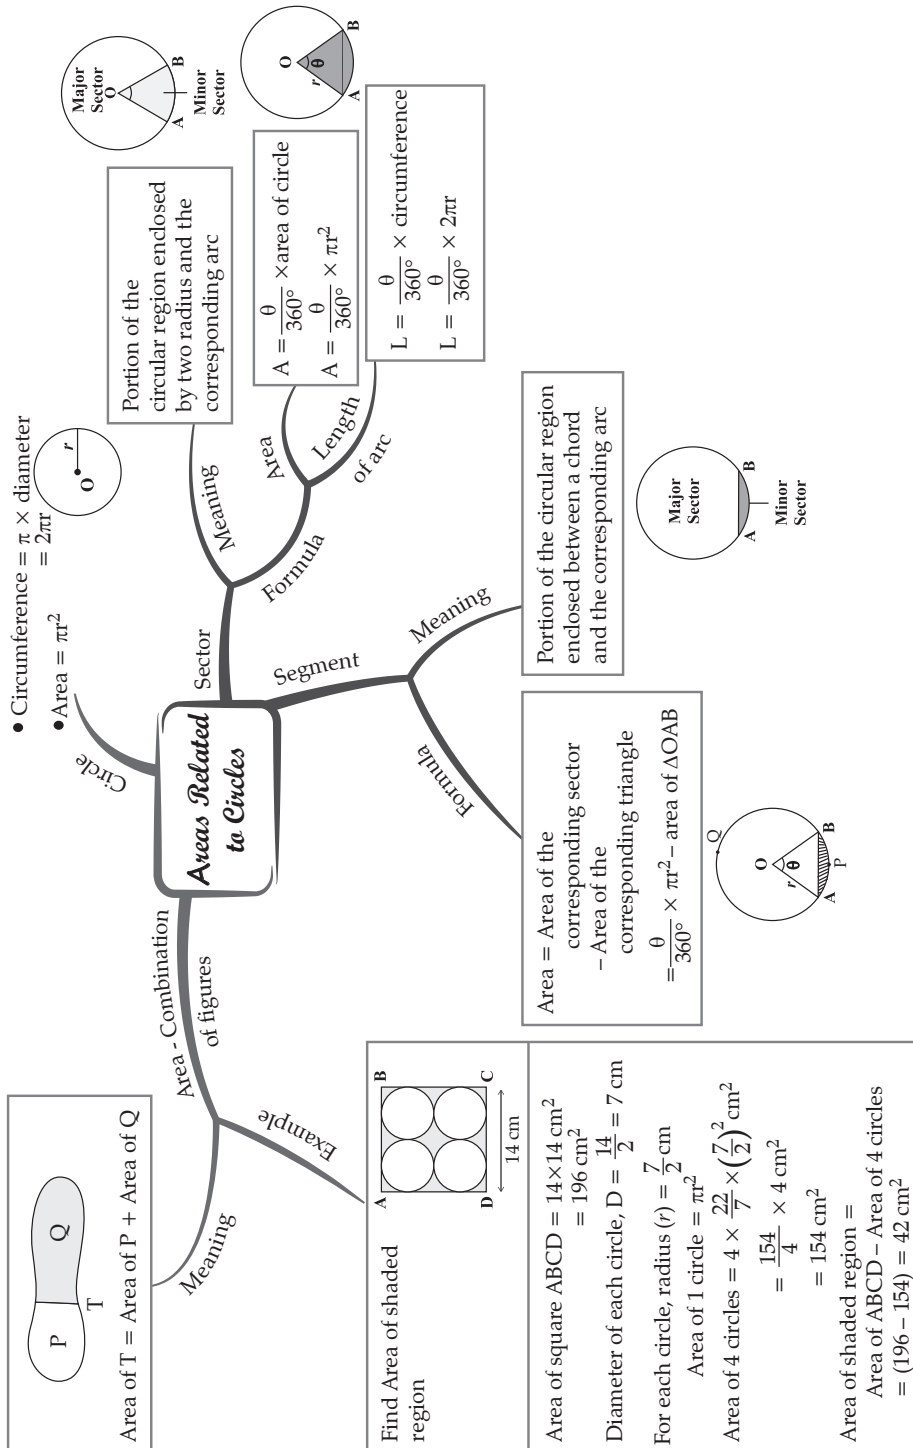 Areas Related
to Circles
Circle
• Circumference = π × diameter
= 2πr
• Area = πr²
O
r
Sector
Meaning
Portion of the
circular region enclosed
by two radius and the
corresponding arc
Major
Sector
O
A
B
Minor
Sector
Formula
Area
A = θ/360° ×area of circle
A = θ/360° × πr²
O
θ
r
A
B
Length
of arc
L = θ/360° × circumference
L = θ/360° × 2πr
Segment
Meaning
Portion of the circular region
enclosed between a chord
and the corresponding arc
Major
Sector
A
B
Minor
Sector
Formula
Area = Area of the
corresponding sector
– Area of the
corresponding triangle
= θ/360° × πr² – area of ΔOAB
Q
O
r
θ
A
B
P
Area - Combination
of figures
Meaning
P
Q
T
Area of T = Area of P + Area of Q
Example
Find Area of shaded
region
A
B
D
C
14 cm
Area of square ABCD = 14×14 cm²
= 196 cm²
Diameter of each circle, D = 14/2 = 7 cm
For each circle, radius (r) = 7/2 cm
Area of 1 circle = πr²
Area of 4 circles = 4 × 22/7 × (7/2)² cm²
= 154/4 × 4 cm²
= 154 cm²
Area of shaded region =
Area of ABCD – Area of 4 circles
= (196 – 154) = 42 cm²